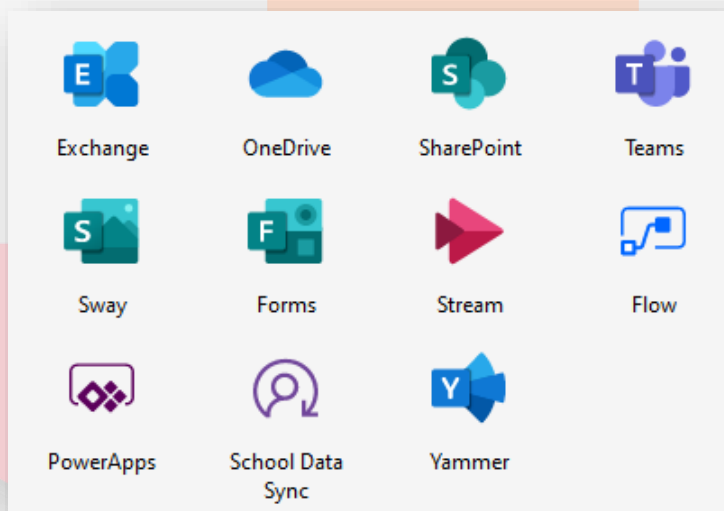 E
S
T
Exchange
OneDrive
SharePoint
Teams
S
F
Sway
Forms
Stream
Flow
Y
PowerApps
School Data
Sync
Yammer